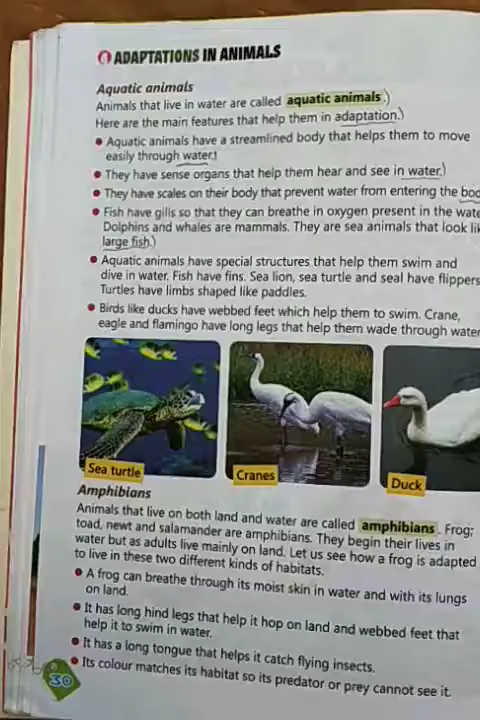 ADAPTATIONS IN ANIMALS
Aquatic animals
Animals that live in water are called aquatic animals.
Here are the main features that help them in adaptation.
• Aquatic animals have a streamlined body that helps them to move
easily through water.
• They have sense organs that help them hear and see in water.
• They have scales on their body that prevent water from entering the
• Fish have gills so that they can breathe in oxygen present in the
Dolphins and whales are mammals. They are sea animals that look
large fish.
• Aquatic animals have special structures that help them swim and
dive in water. Fish have fins. Sea lion, sea turtle and seal have flippers
Turtles have limbs shaped like paddles.
• Birds like ducks have webbed feet which help them to swim. Crane,
eagle and flamingo have long legs that help them wade through water
Sea turtle
Cranes
Duck
Amphibians
Animals that live on both land and water are called amphibians. Frog;
toad, newt and salamander are amphibians. They begin their lives in
water but as adults live mainly on land. Let us see how a frog is adapted
to live in these two different kinds of habitats.
• A frog can breathe through its moist skin in water and with its lungs
on land.
• It has long hind legs that help it hop on land and webbed feet that
help it to swim in water.
• It has a long tongue that helps it catch flying insects.
• Its colour matches its habitat so its predator or prey cannot see it.
30